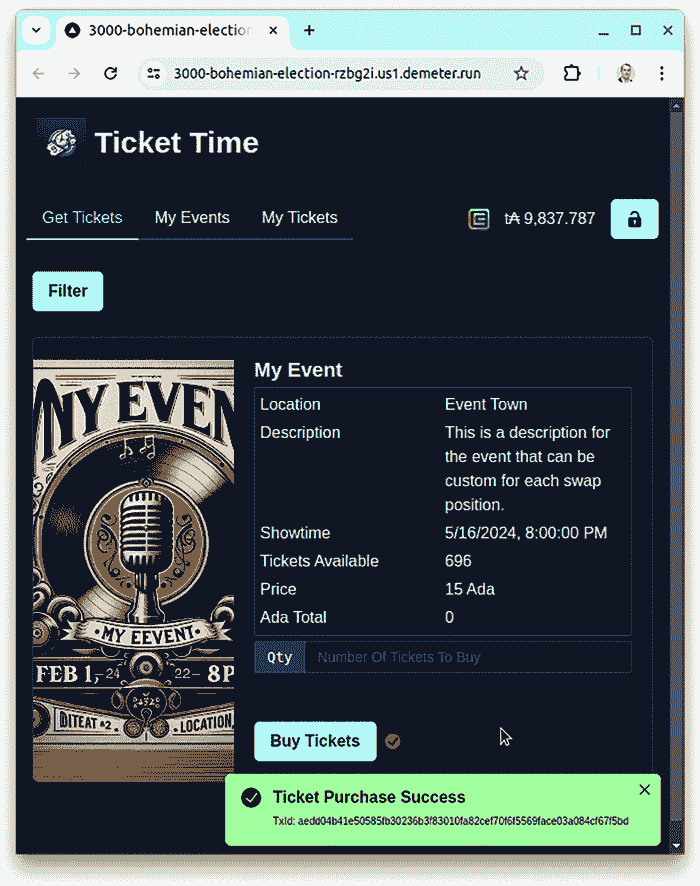 3000-bohemian-election
3000-bohemian-election-rzbg2i.us1.demeter.run
Ticket Time
Get Tickets My Events My Tickets
t₳ 9,837.787
Filter
MY EVEN
MY EEVENT
FEB 1,-24 22- 8P
LOCATION
My Event
Location Event Town
Description This is a description for
the event that can be
custom for each swap
position.
Showtime 5/16/2024, 8:00:00 PM
Tickets Available 696
Price 15 Ada
Ada Total 0
Qty Number Of Tickets To Buy
Buy Tickets
Ticket Purchase Success
TxId: aedd04b41e50585fb30236b3f83010fa82cef70f6f5569face03a084cf67f5bd